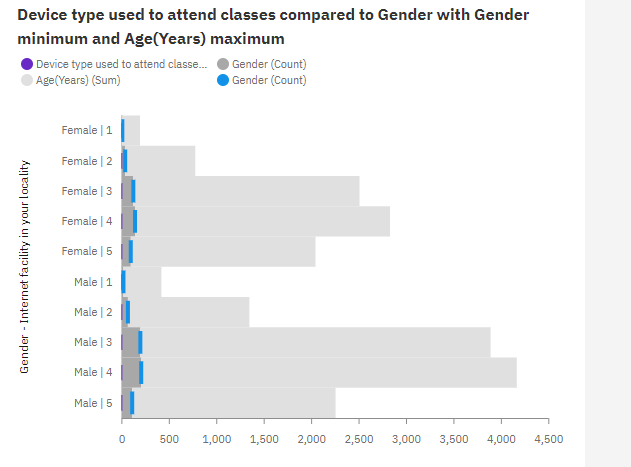 Device type used to attend classes compared to Gender with Gender
minimum and Age(Years) maximum
Device type used to attend classe... Gender (Count)
Age(Years) (Sum) Gender (Count)
Gender - Internet facility in your locality
Female | 1
Female | 2
Female | 3
Female | 4
Female | 5
Male | 1
Male | 2
Male | 3
Male | 4
Male | 5
0 500 1,000 1,500 2,000 2,500 3,000 3,500 4,000 4,500